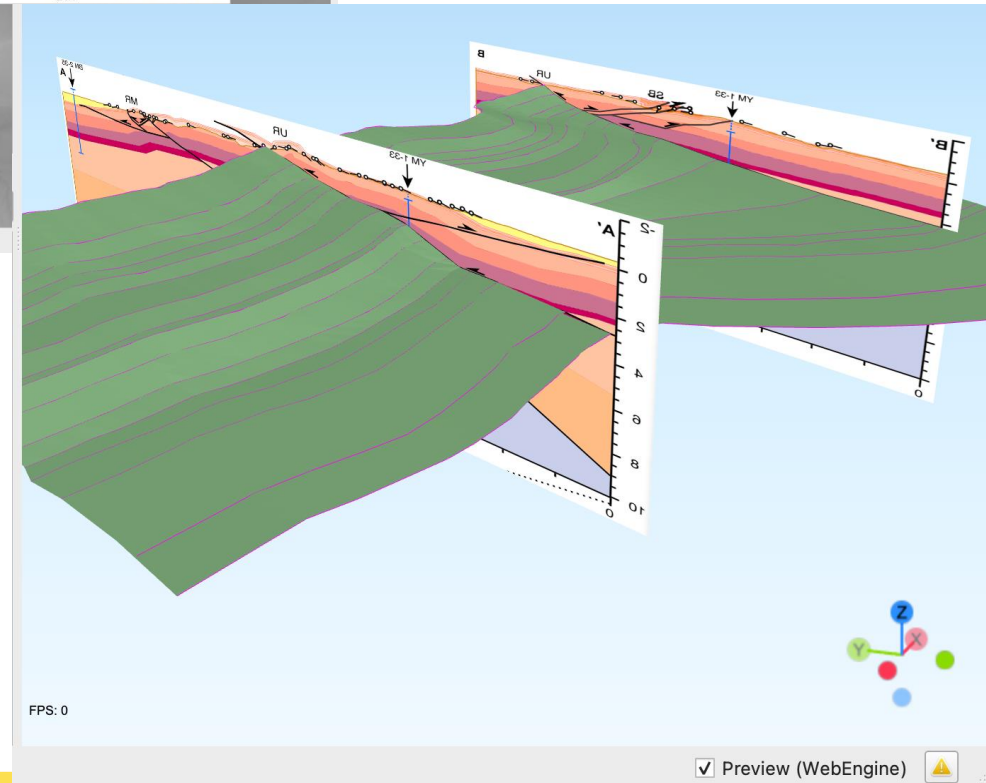 B
UR
SB
YM 1-33
B'
A
MR
UR
YM 1-33
A'
-2
0
2
4
6
8
10
0
0
Z
X
Y
FPS: 0
Preview (WebEngine)